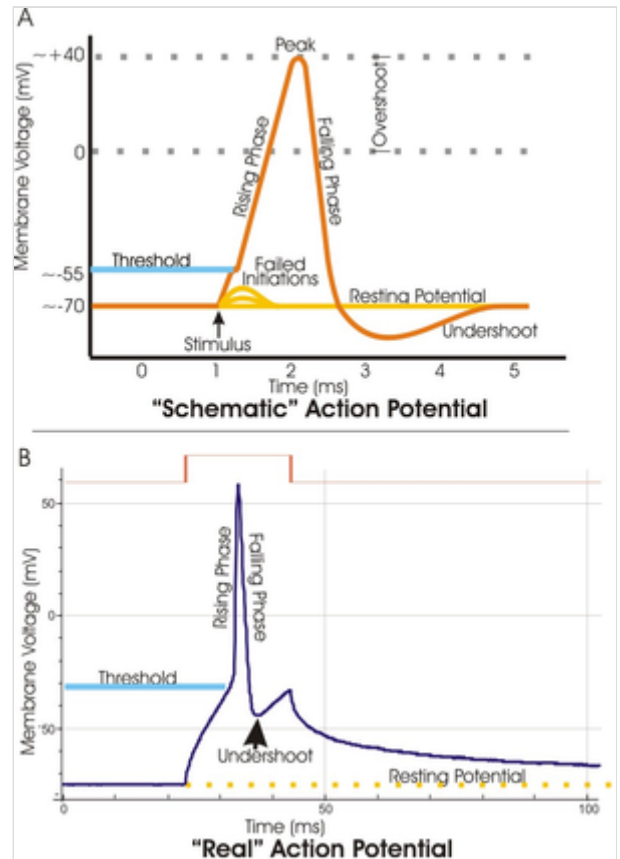 A
Peak
~+40
Overshoot
Rising Phase
Falling Phase
0
Membrane Voltage (mV)
Threshold
Failed
Initiations
~-55
Resting Potential
~-70
Stimulus
Undershoot
0 1 2 3 4 5
Time (ms)
“Schematic” Action Potential
B
50
Rising Phase
Falling Phase
0
Membrane Voltage (mV)
Threshold
-50
Undershoot
Resting Potential
0 50 100
Time (ms)
“Real” Action Potential